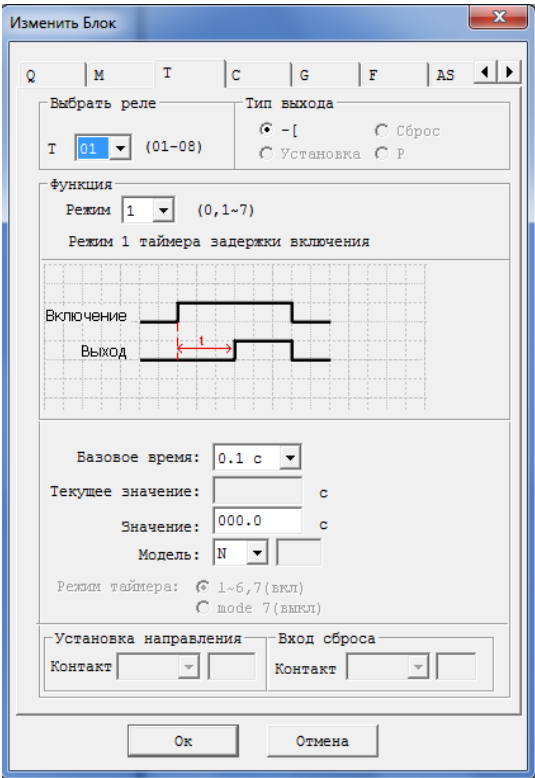 Изменить Блок
x
Q M T C G F AS
Выбрать реле Тип выхода
-[ Сброс
T 01 (01-08)
Установка P
Функция
Режим 1 (0,1~7)
Режим 1 таймера задержки включения
Включение
t
Выход
Базовое время: 0.1 с
Текущее значение: с
Значение: 000.0 с
Модель: N
Режим таймера: 1~6,7(вкл)
mode 7(выкл)
Установка направления Вход сброса
Контакт Контакт
Ок Отмена